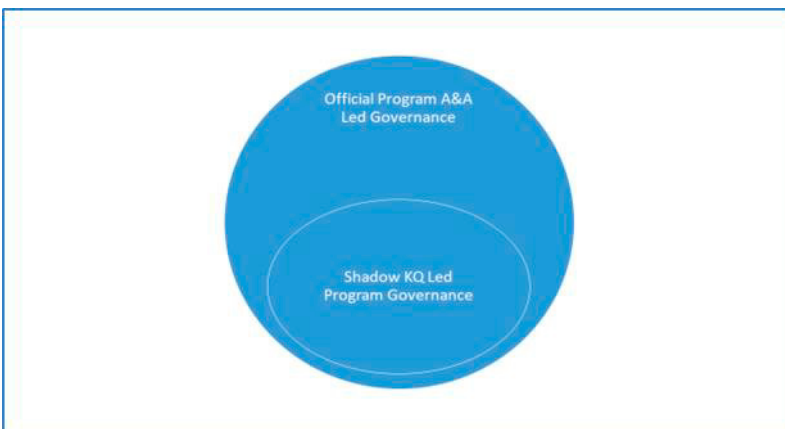 Official Program A&A
Led Governance
Shadow KQ Led
Program Governance